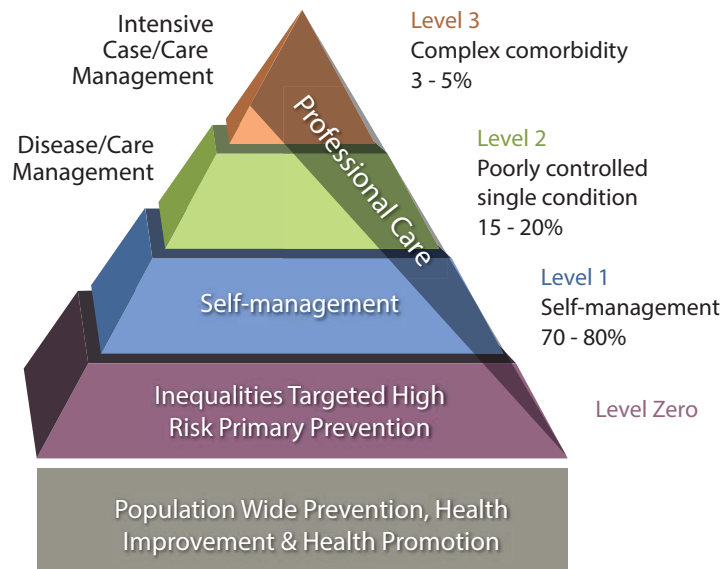 Intensive
Case/Care
Management
Level 3
Complex comorbidity
3 - 5%
Disease/Care
Management
Professional Care
Level 2
Poorly controlled
single condition
15 - 20%
Self-management
Level 1
Self-management
70 - 80%
Inequalities Targeted High
Risk Primary Prevention
Level Zero
Population Wide Prevention, Health
Improvement & Health Promotion